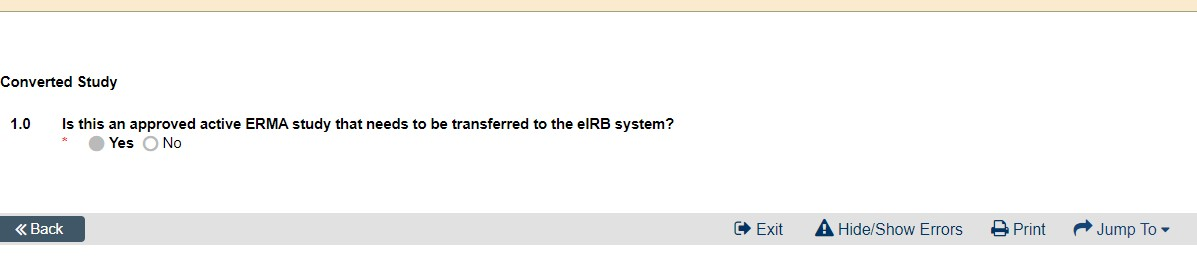 Converted Study
1.0 Is this an approved active ERMA study that needs to be transferred to the eIRB system?
* Yes No
« Back Exit Hide/Show Errors Print Jump To